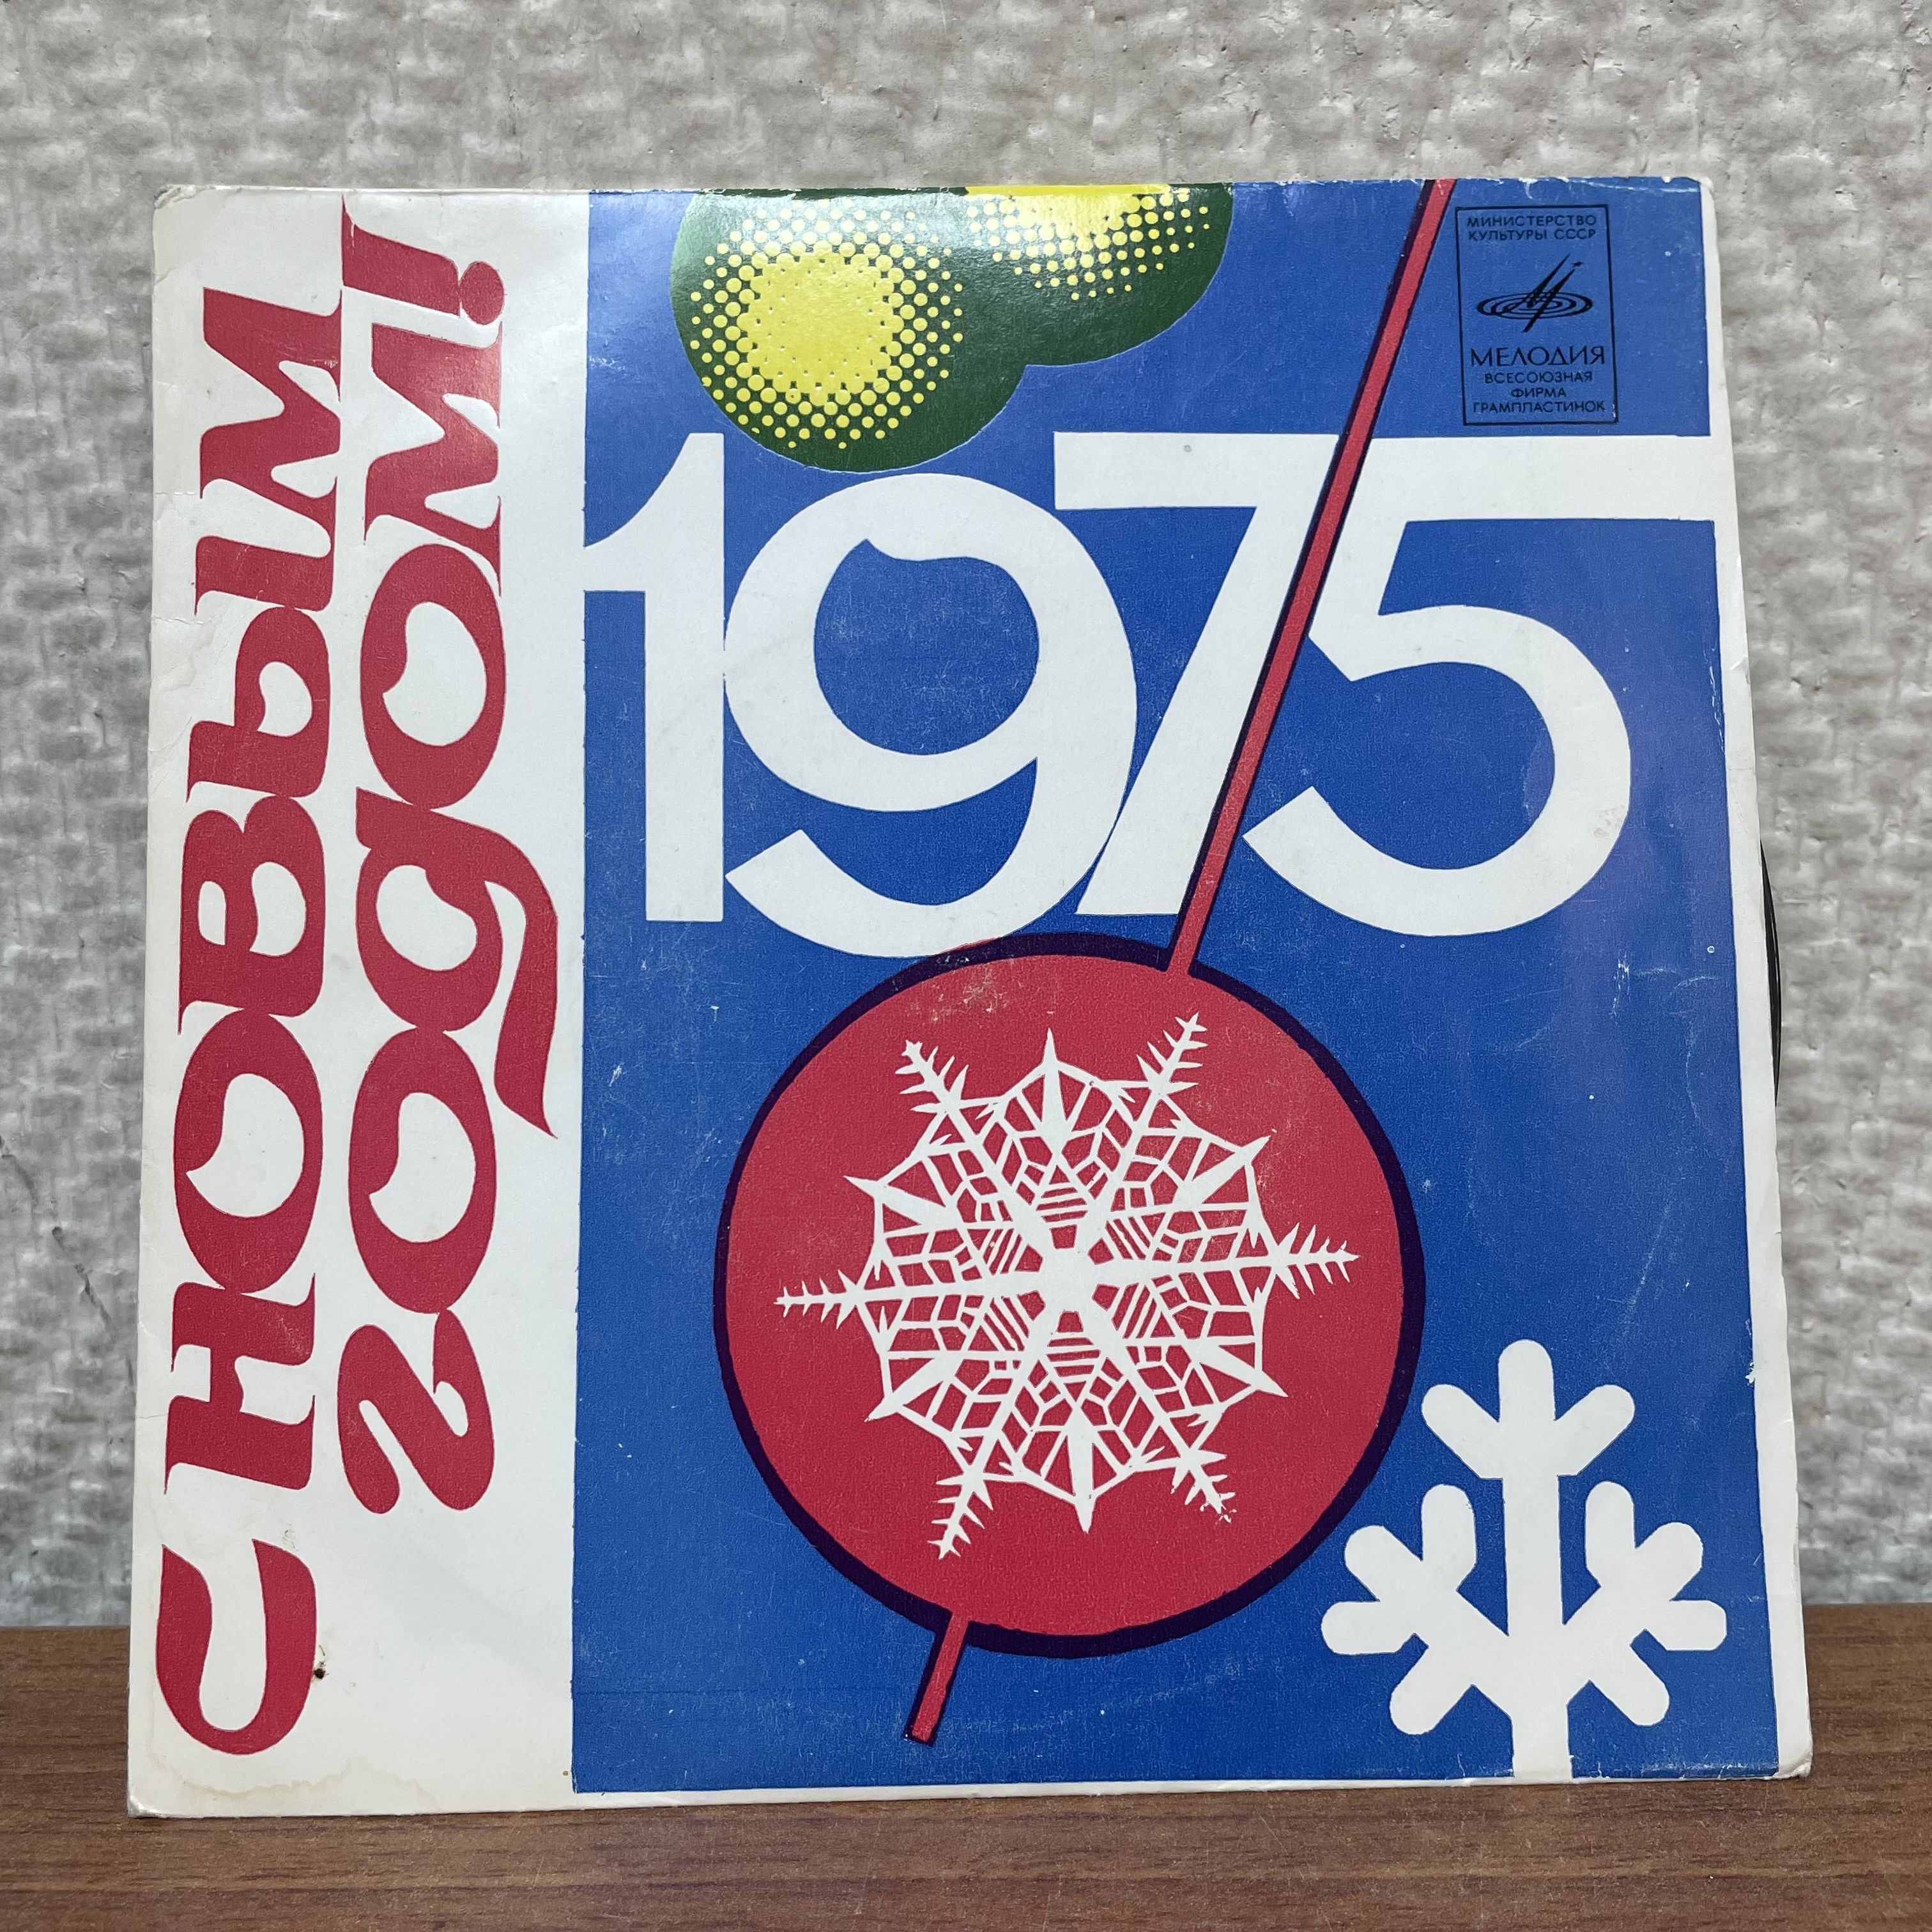 С новым
годом!
1975
МИНИСТЕРСТВО
КУЛЬТУРЫ СССР
МЕЛОДИЯ
ВСЕСОЮЗНАЯ
ФИРМА
ГРАМПЛАСТИНОК